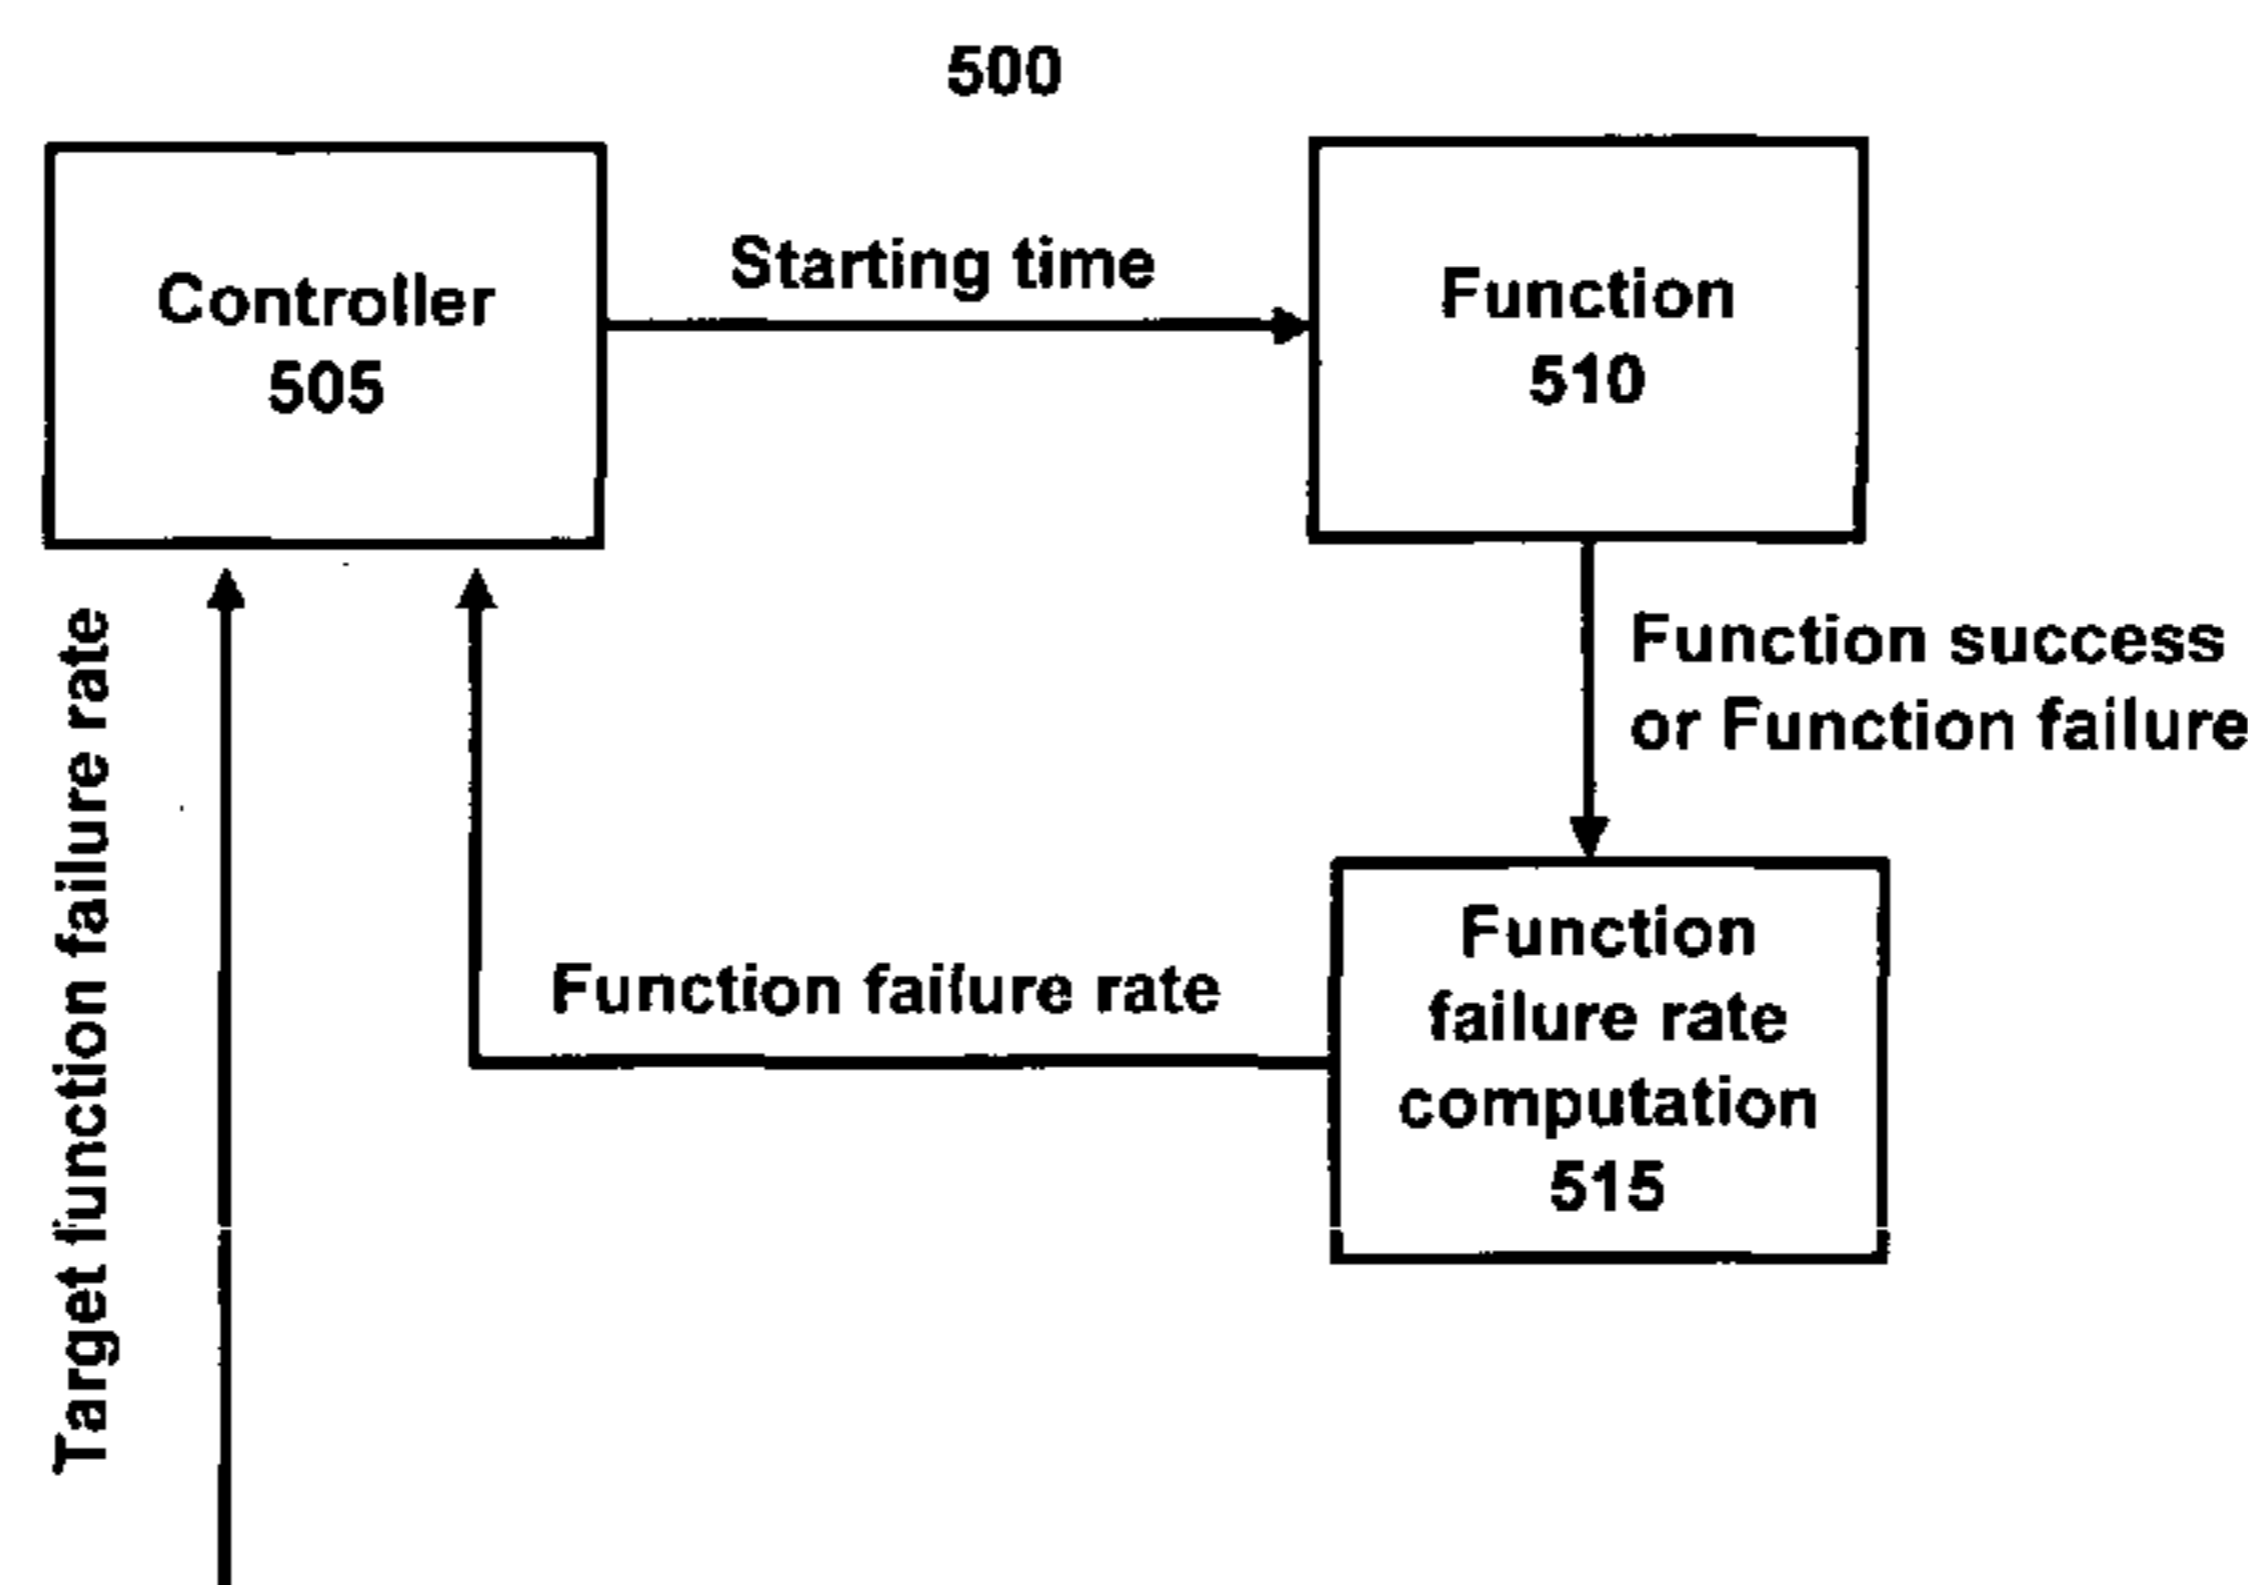 500
Controller
505
Starting time
Function
510
Function success
or Function failure
Target function failure rate
Function failure rate
Function
failure rate
computation
515